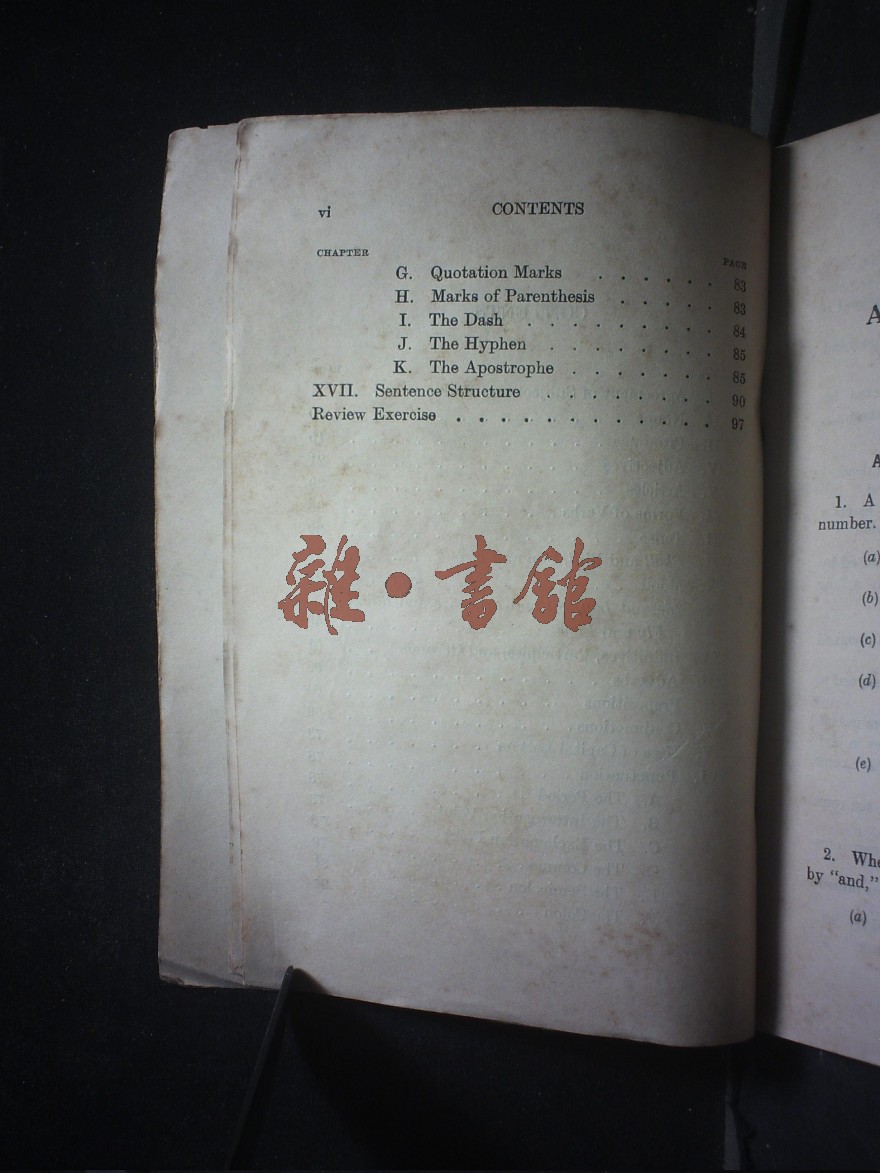 vi CONTENTS
CHAPTER PAGE
G. Quotation Marks . . . . . . 83
H. Marks of Parenthesis . . . . . 83
I. The Dash . . . . . . . . . 84
J. The Hyphen . . . . . . . . 85
K. The Apostrophe . . . . . . . 85
XVII. Sentence Structure . . . . . . . . 90
Review Exercise . . . . . . . . . . . . 97
雜·書館
A
A
1. A
number.
(a)
(b)
(c)
(d)
(e)
2. Whe
by “and,”
(a)